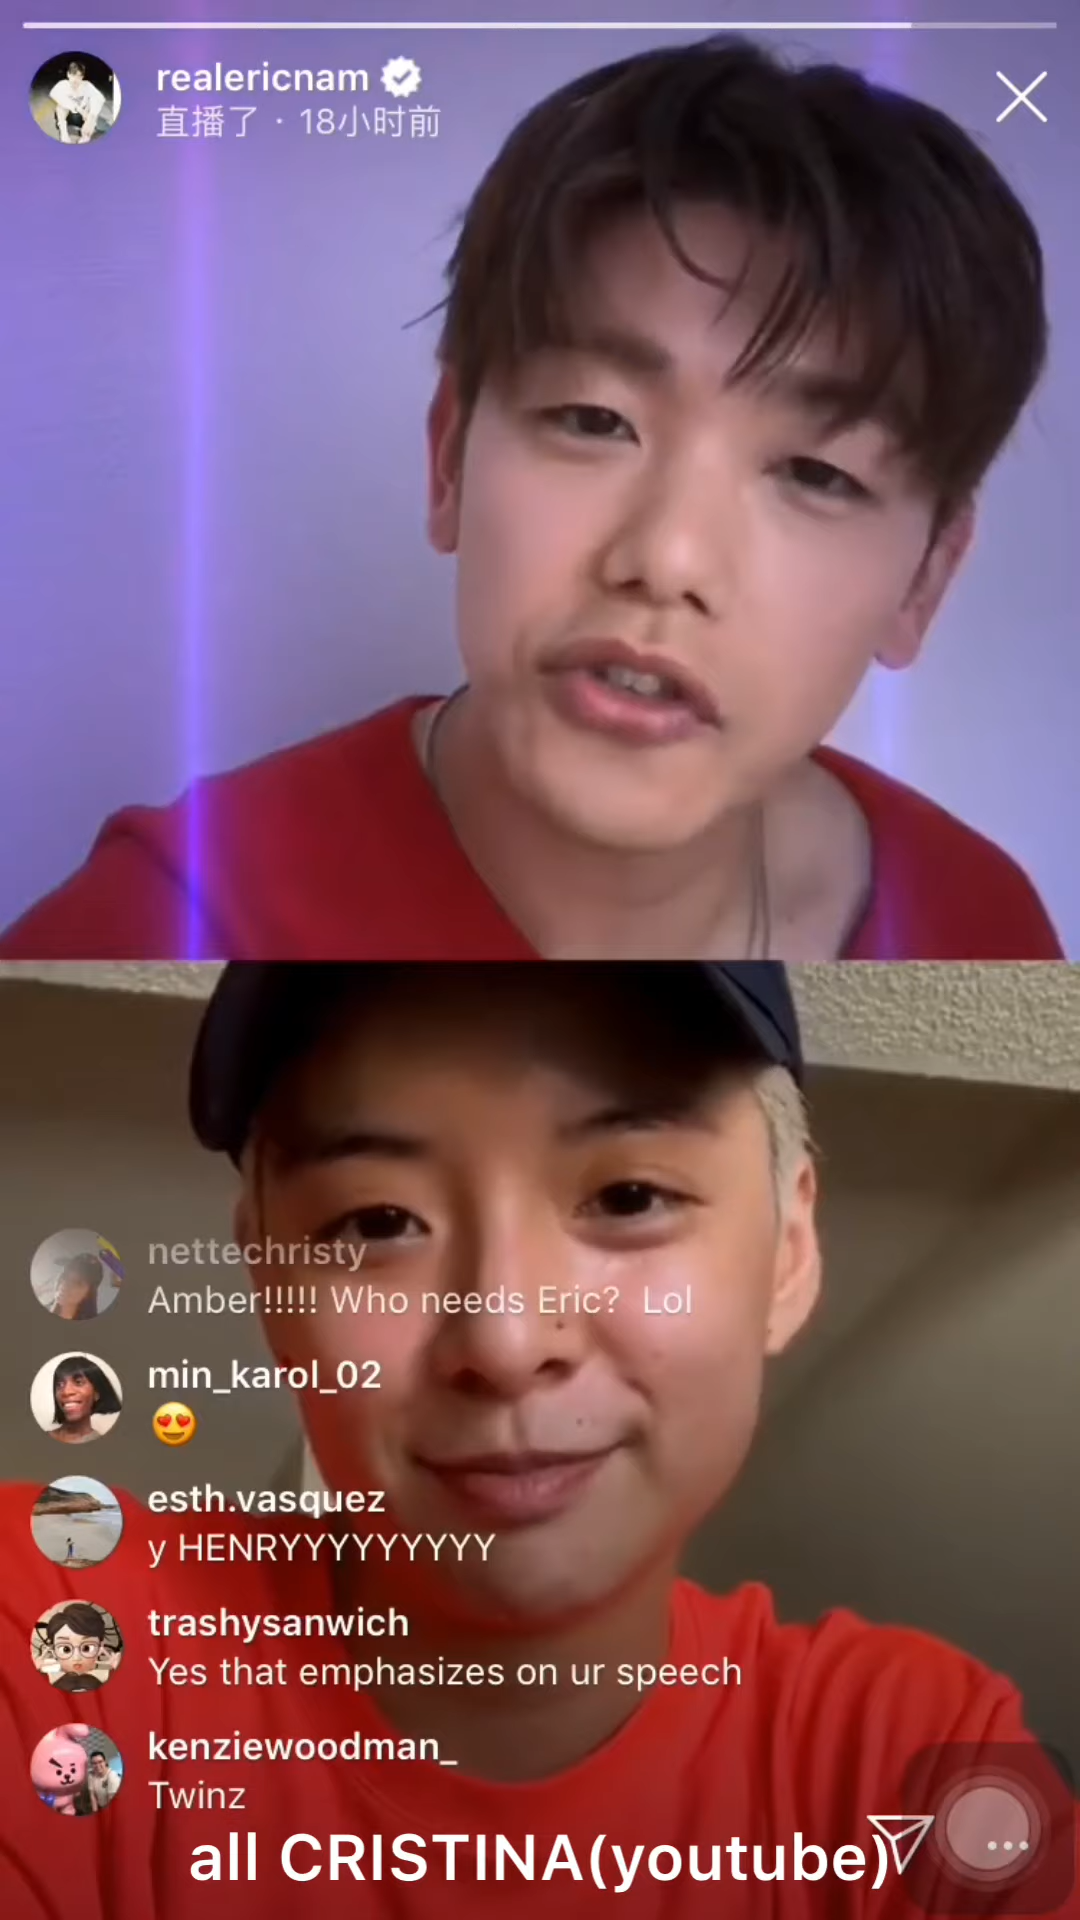 realericnam
直播了 · 18小时前
nettechristy
Amber!!!!! Who needs Eric? Lol
min_karol_02
😍
esth.vasquez
y HENRYYYYYYYYY
trashysanwich
Yes that emphasizes on ur speech
kenziewoodman_
Twinz
all CRISTINA(youtube)